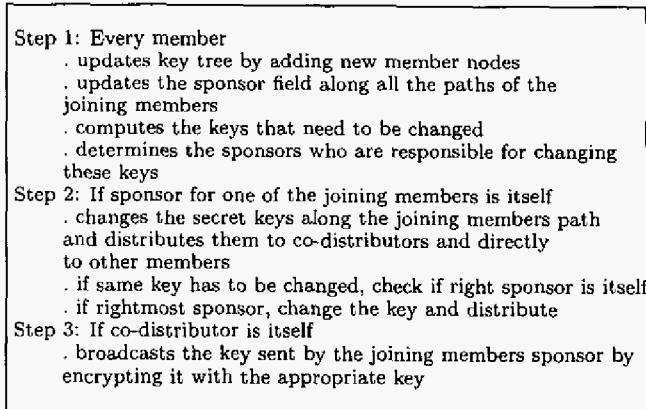 Step 1: Every member
. updates key tree by adding new member nodes
. updates the sponsor field along all the paths of the
joining members
. computes the keys that need to be changed
. determines the sponsors who are responsible for changing
these keys
Step 2: If sponsor for one of the joining members is itself
. changes the secret keys along the joining members path
and distributes them to co-distributors and directly
to other members
. if same key has to be changed, check if right sponsor is itself
. if rightmost sponsor, change the key and distribute
Step 3: If co-distributor is itself
. broadcasts the key sent by the joining members sponsor by
encrypting it with the appropriate key